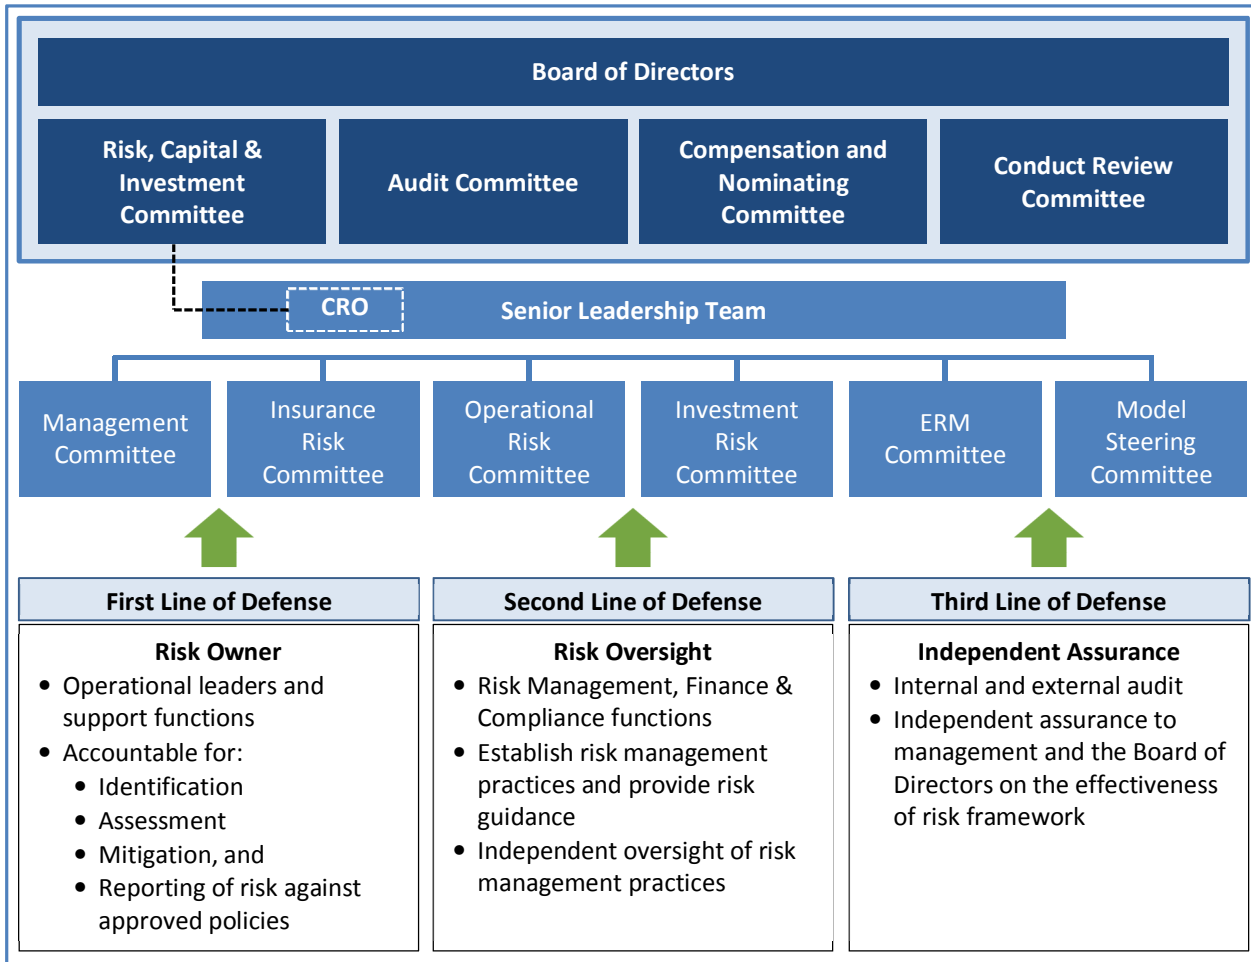 Board of Directors
Risk, Capital &
Investment
Committee
Audit Committee
Compensation and
Nominating
Committee
Conduct Review
Committee
CRO
Senior Leadership Team
Management
Committee
Insurance
Risk
Committee
Operational
Risk
Committee
Investment
Risk
Committee
ERM
Committee
Model
Steering
Committee
First Line of Defense
Risk Owner
• Operational leaders and
support functions
• Accountable for:
• Identification
• Assessment
• Mitigation, and
• Reporting of risk against
approved policies
Second Line of Defense
Risk Oversight
• Risk Management, Finance &
Compliance functions
• Establish risk management
practices and provide risk
guidance
• Independent oversight of risk
management practices
Third Line of Defense
Independent Assurance
• Internal and external audit
• Independent assurance to
management and the Board of
Directors on the effectiveness
of risk framework